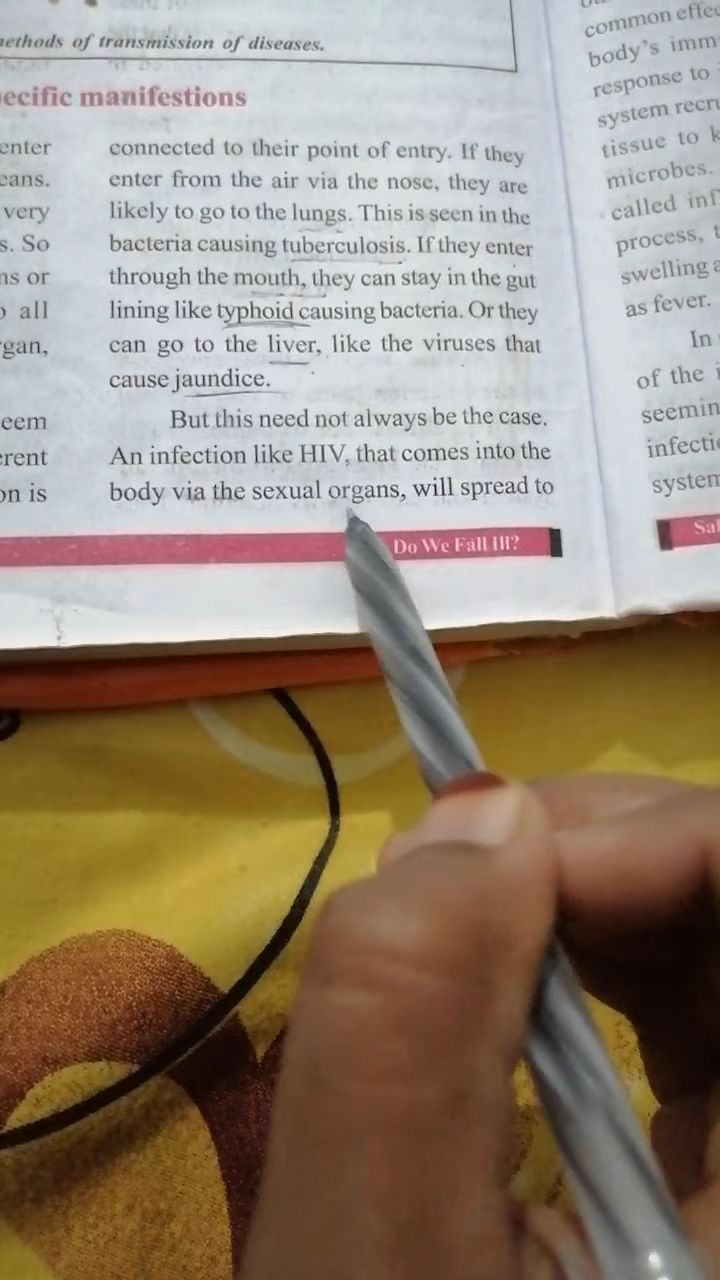 methods of transmission of diseases.
ecific manifestions
enter
eans.
very
s. So
ns or
o all
gan,
eem
erent
on is
connected to their point of entry. If they
enter from the air via the nose, they are
likely to go to the lungs. This is seen in the
bacteria causing tuberculosis. If they enter
through the mouth, they can stay in the gut
lining like typhoid causing bacteria. Or they
can go to the liver, like the viruses that
cause jaundice.
But this need not always be the case.
An infection like HIV, that comes into the
body via the sexual organs, will spread to
Do We Fall Ill?
common effec
body's imm
response to
system recru
tissue to k
microbes.
called inf
process, t
swelling a
as fever.
In
of the i
seemin
infectio
system
Sal